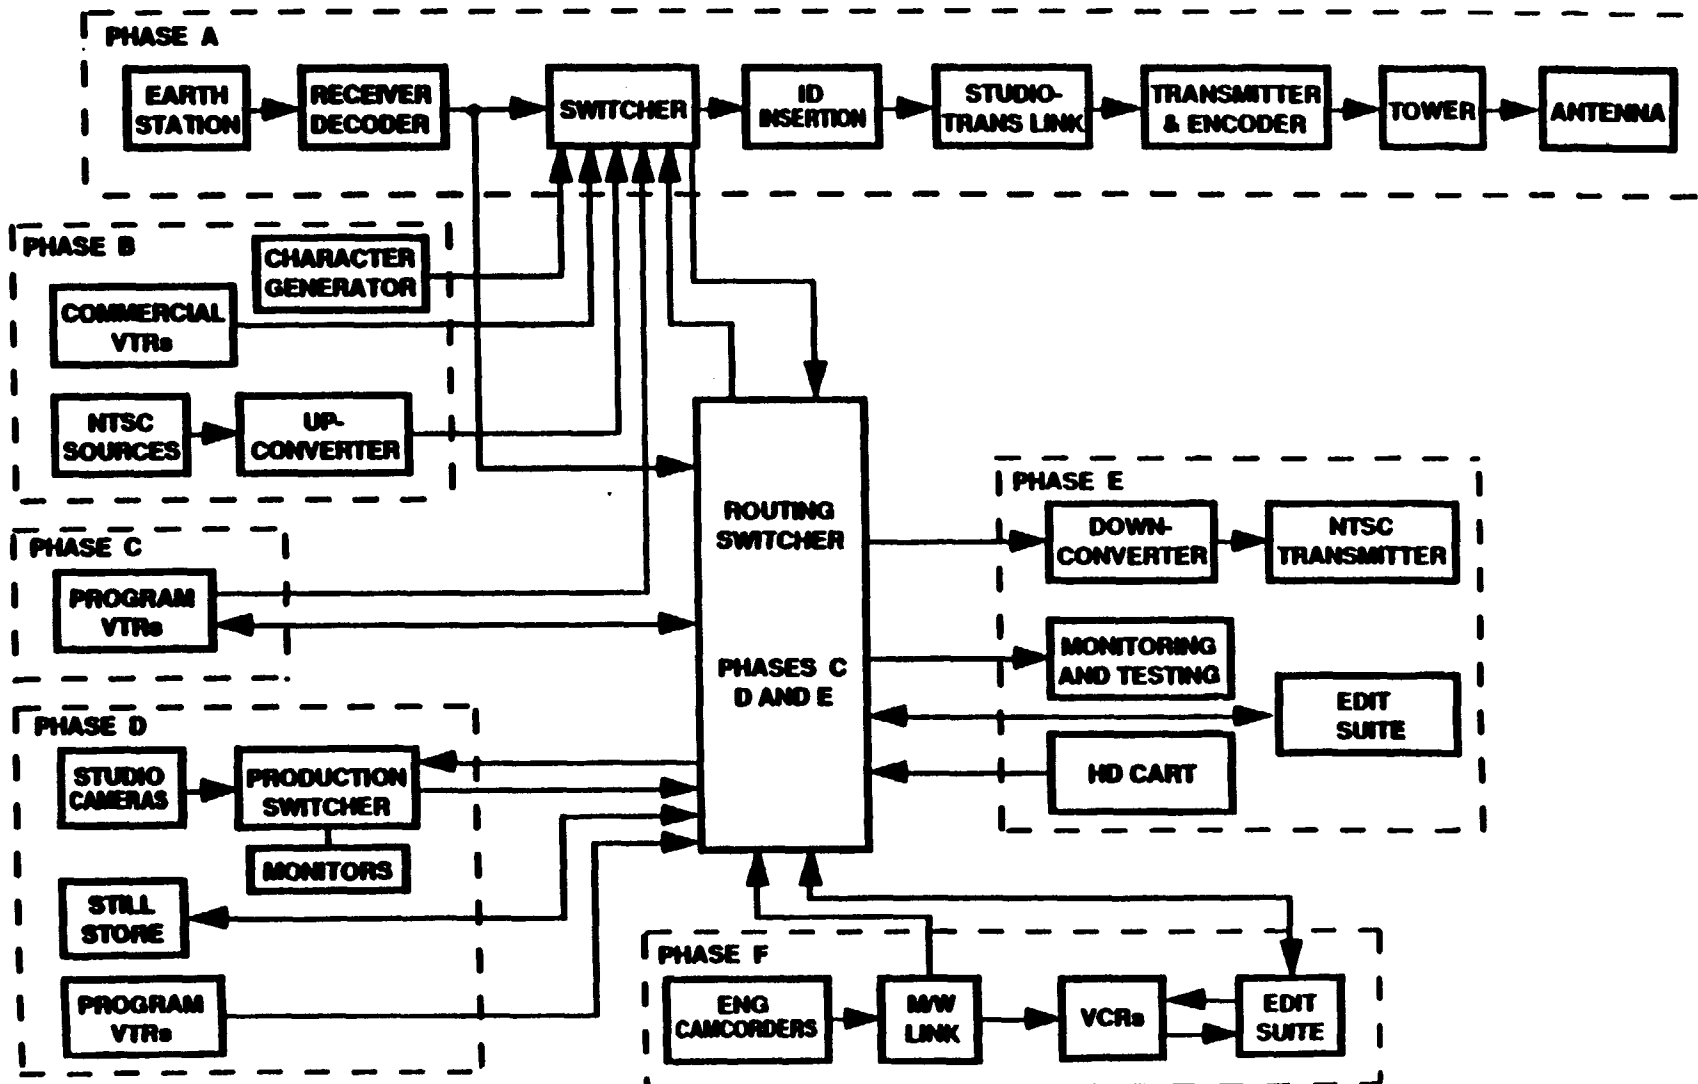 PHASE A
EARTH
STATION
RECEIVER
DECODER
SWITCHER
ID
INSERTION
STUDIO-
TRANS LINK
TRANSMITTER
& ENCODER
TOWER
ANTENNA
PHASE B
CHARACTER
GENERATOR
COMMERCIAL
VTRs
NTSC
SOURCES
UP-
CONVERTER
PHASE C
PROGRAM
VTRs
ROUTING
SWITCHER
PHASES C
D AND E
PHASE E
DOWN-
CONVERTER
NTSC
TRANSMITTER
MONITORING
AND TESTING
EDIT
SUITE
HD CART
PHASE D
STUDIO
CAMERAS
PRODUCTION
SWITCHER
MONITORS
STILL
STORE
PROGRAM
VTRs
PHASE F
ENG
CAMCORDERS
M/W
LINK
VCRs
EDIT
SUITE